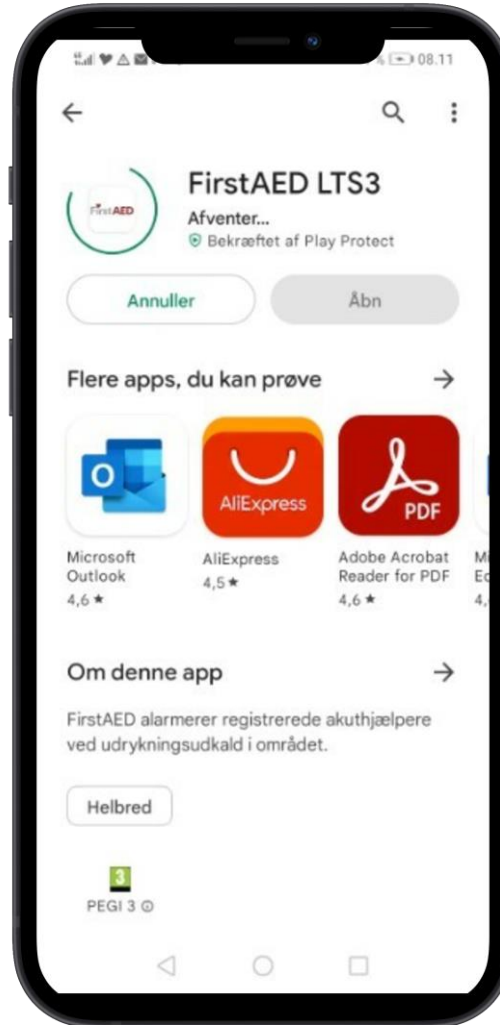 08.11
FirstAED
FirstAED LTS3
Afventer...
Bekræftet af Play Protect
Annuller
Åbn
Flere apps, du kan prøve
AliExpress
PDF
Microsoft
Outlook
4,6 ★
AliExpress
4,5 ★
Adobe Acrobat
Reader for PDF
4,6 ★
Om denne app
FirstAED alarmerer registrerede akuthjælpere
ved udrykningsudkald i området.
Helbred
3
PEGI 3